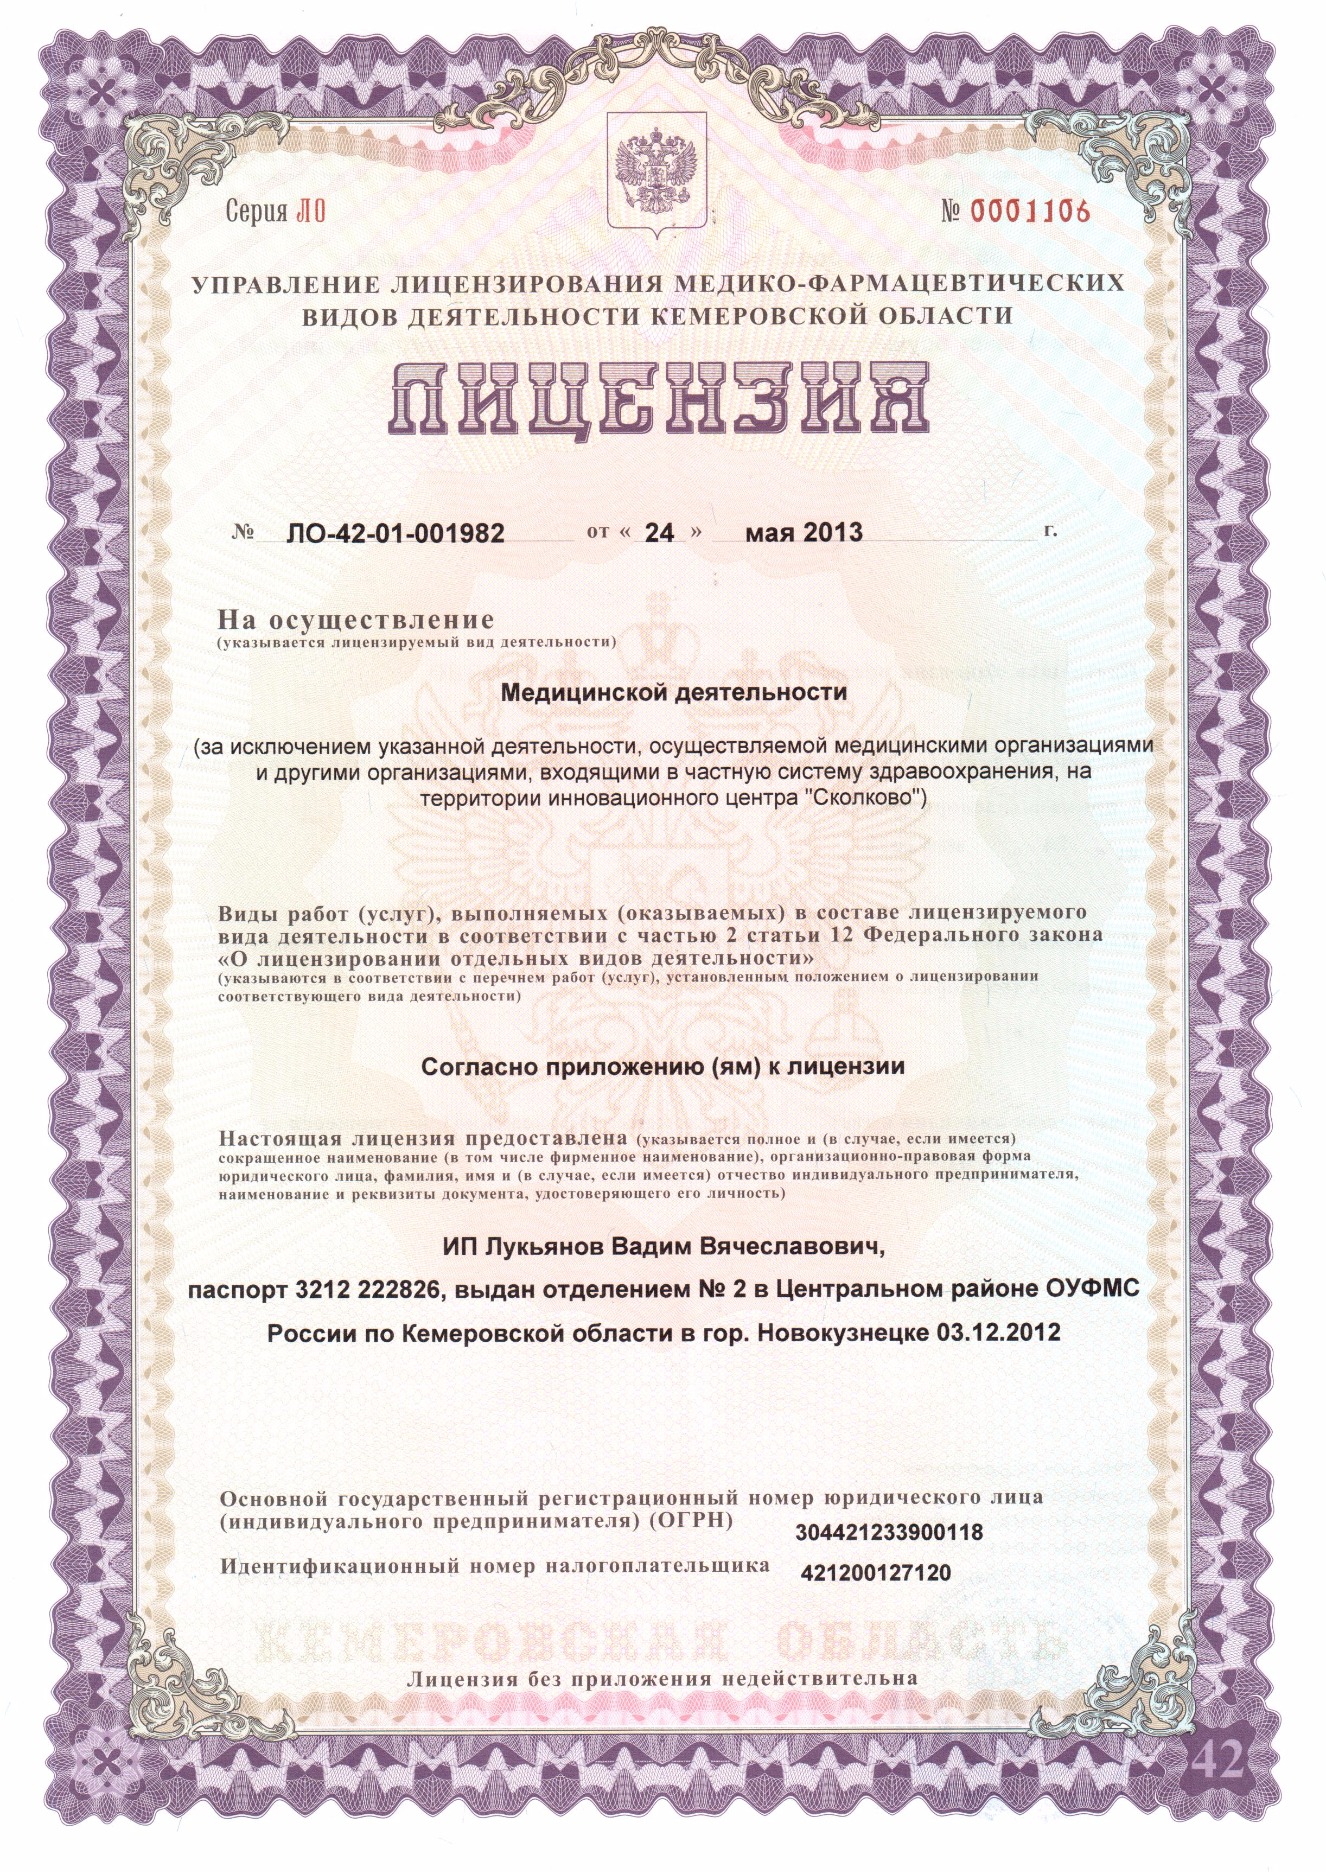 Серия ЛО
№ 0001106
УПРАВЛЕНИЕ ЛИЦЕНЗИРОВАНИЯ МЕДИКО-ФАРМАЦЕВТИЧЕСКИХ
ВИДОВ ДЕЯТЕЛЬНОСТИ КЕМЕРОВСКОЙ ОБЛАСТИ
ЛИЦЕНЗИЯ
№ ЛО-42-01-001982 от « 24 » мая 2013 г.
На осуществление
(указывается лицензируемый вид деятельности)
Медицинской деятельности
(за исключением указанной деятельности, осуществляемой медицинскими организациями
и другими организациями, входящими в частную систему здравоохранения, на
территории инновационного центра "Сколково")
Виды работ (услуг), выполняемых (оказываемых) в составе лицензируемого
вида деятельности в соответствии с частью 2 статьи 12 Федерального закона
«О лицензировании отдельных видов деятельности»
(указываются в соответствии с перечнем работ (услуг), установленным положением о лицензировании
соответствующего вида деятельности)
Согласно приложению (ям) к лицензии
Настоящая лицензия предоставлена (указывается полное и (в случае, если имеется)
сокращенное наименование (в том числе фирменное наименование), организационно-правовая форма
юридического лица, фамилия, имя и (в случае, если имеется) отчество индивидуального предпринимателя,
наименование и реквизиты документа, удостоверяющего его личность)
ИП Лукьянов Вадим Вячеславович,
паспорт 3212 222826, выдан отделением № 2 в Центральном районе ОУФМС
России по Кемеровской области в гор. Новокузнецке 03.12.2012
Основной государственный регистрационный номер юридического лица
(индивидуального предпринимателя) (ОГРН) 304421233900118
Идентификационный номер налогоплательщика 421200127120
КЕМЕРОВСКАЯ ОБЛАСТЬ
Лицензия без приложения недействительна
42